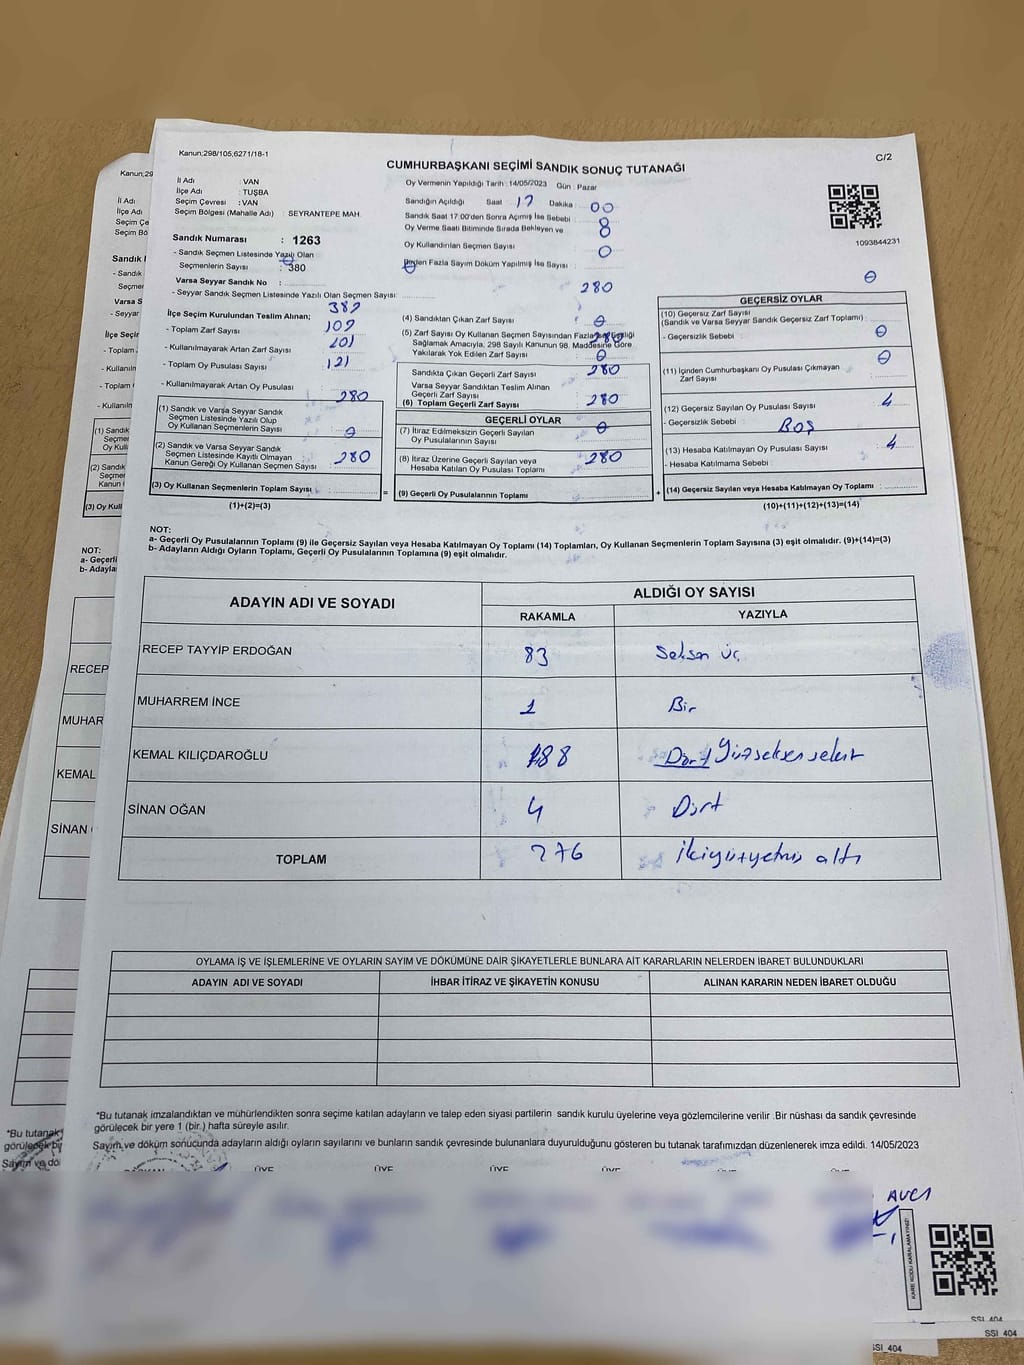 Kanun;298/105;6271/18-1
CUMHURBAŞKANI SEÇİMİ SANDIK SONUÇ TUTANAĞI
C/2
İl Adı : VAN
İlçe Adı : TUŞBA
Seçim Çevresi : VAN
Seçim Bölgesi (Mahalle Adı) : SEYRANTEPE MAH.
Sandık Numarası : 1263
- Sandık Seçmen Listesinde Yazılı Olan
Seçmenlerin Sayısı : 380
Varsa Seyyar Sandık No :
- Seyyar Sandık Seçmen Listesinde Yazılı Olan Seçmen Sayısı:
Oy Vermenin Yapıldığı Tarih : 14/05/2023 Gün : Pazar
Sandığın Açıldığı Saat 17 Dakika : 00
Sandık Saat 17:00'den Sonra Açımış İse Sebebi :
Oy Verme Saati Bitiminde Sırada Bekleyen ve : 8
Oy Kullandırılan Seçmen Sayısı : 0
Birden Fazla Sayım Döküm Yapılmış İse Sayısı :
1093844231
İlçe Seçim Kurulundan Teslim Alınan;
382
- Toplam Zarf Sayısı : 102
- Kullanılmayarak Artan Zarf Sayısı : 401
- Toplam Oy Pusulası Sayısı : 121
- Kullanılmayarak Artan Oy Pusulası
(1) Sandık ve Varsa Seyyar Sandık 280
Seçmen Listesinde Yazılı Olup
Oy Kullanan Seçmenlerin Sayısı :
(2) Sandık ve Varsa Seyyar Sandık 0
Seçmen Listesinde Kayıtlı Olmayan
Kanun Gereği Oy Kullanan Seçmen Sayısı : 280
(3) Oy Kullanan Seçmenlerin Toplam Sayısı :
(1)+(2)=(3)
280
(4) Sandıktan Çıkan Zarf Sayısı : 0
(5) Zarf Sayısı Oy Kullanan Seçmen Sayısından Fazla ise Eşitliği
Sağlamak Amacıyla, 298 Sayılı Kanunun 98. Maddesine Göre 280
Yakılarak Yok Edilen Zarf Sayısı : 0
Sandıkta Çıkan Geçerli Zarf Sayısı : 280
Varsa Seyyar Sandıktan Teslim Alınan
Geçerli Zarf Sayısı :
(6) Toplam Geçerli Zarf Sayısı : 280
GEÇERLİ OYLAR
(7) İtiraz Edilmeksizin Geçerli Sayılan 0
Oy Pusulalarının Sayısı :
(8) İtiraz Üzerine Geçerli Sayılan veya : 280
Hesaba Katılan Oy Pusulası Toplamı
= (9) Geçerli Oy Pusulalarının Toplamı :
0
GEÇERSİZ OYLAR
(10) Geçersiz Zarf Sayısı
(Sandık ve Varsa Seyyar Sandık Geçersiz Zarf Toplamı) :
- Geçersizlik Sebebi : 0
0
(11) İçinden Cumhurbaşkanı Oy Pusulası Çıkmayan
Zarf Sayısı :
(12) Geçersiz Sayılan Oy Pusulası Sayısı : 4
- Geçersizlik Sebebi : BOŞ
(13) Hesaba Katılmayan Oy Pusulası Sayısı : 4
- Hesaba Katılmama Sebebi :
+ (14) Geçersiz Sayılan veya Hesaba Katılmayan Oy Toplamı :
(10)+(11)+(12)+(13)=(14)
NOT:
a- Geçerli Oy Pusulalarının Toplamı (9) ile Geçersiz Sayılan veya Hesaba Katılmayan Oy Toplamı (14) Toplamları, Oy Kullanan Seçmenlerin Toplam Sayısına (3) eşit olmalıdır. (9)+(14)=(3)
b- Adayların Aldığı Oyların Toplamı, Geçerli Oy Pusulalarının Toplamına (9) eşit olmalıdır.
ADAYIN ADI VE SOYADI
ALDIĞI OY SAYISI
RAKAMLA YAZIYLA
RECEP TAYYİP ERDOĞAN 83 Seksen üç
MUHARREM İNCE 1 Bir
KEMAL KILIÇDAROĞLU 188 Dört Yüzseksensekiz
SİNAN OĞAN 4 Dört
TOPLAM 276 ikiyüzyetmiş altı
OYLAMA İŞ VE İŞLEMLERİNE VE OYLARIN SAYIM VE DÖKÜMÜNE DAİR ŞİKAYETLERLE BUNLARA AİT KARARLARIN NELERDEN İBARET BULUNDUKLARI
ADAYIN ADI VE SOYADI İHBAR İTİRAZ VE ŞİKAYETİN KONUSU ALINAN KARARIN NEDEN İBARET OLDUĞU
*Bu tutanak imzalandıktan ve mühürlendikten sonra seçime katılan adayların ve talep eden siyasi partilerin sandık kurulu üyelerine veya gözlemcilerine verilir .Bir nüshası da sandık çevresinde
görülecek bir yere 1 (bir ) hafta süreyle asılır.
Sayım ve döküm sonucunda adayların aldığı oyların sayılarını ve bunların sandık çevresinde bulunanlara duyurulduğunu gösteren bu tutanak tarafımızdan düzenlenerek imza edildi. 14/05/2023
ÜYE ÜYE ÜYE ÜYE ÜYE ÜYE
AVCI
KARE KODU KARALAMAYINIZ!
SSI_404
SSI_404
SSI_404